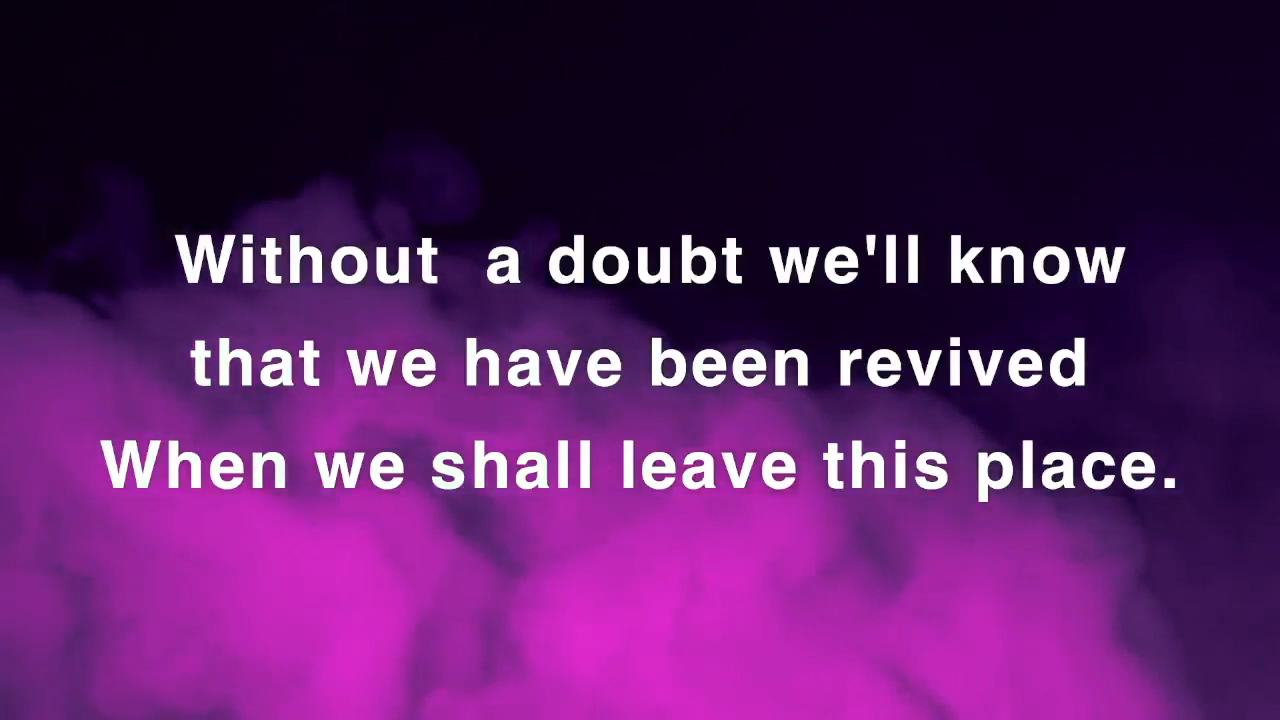 Without  a doubt we'll know
that we have been revived
When we shall leave this place.